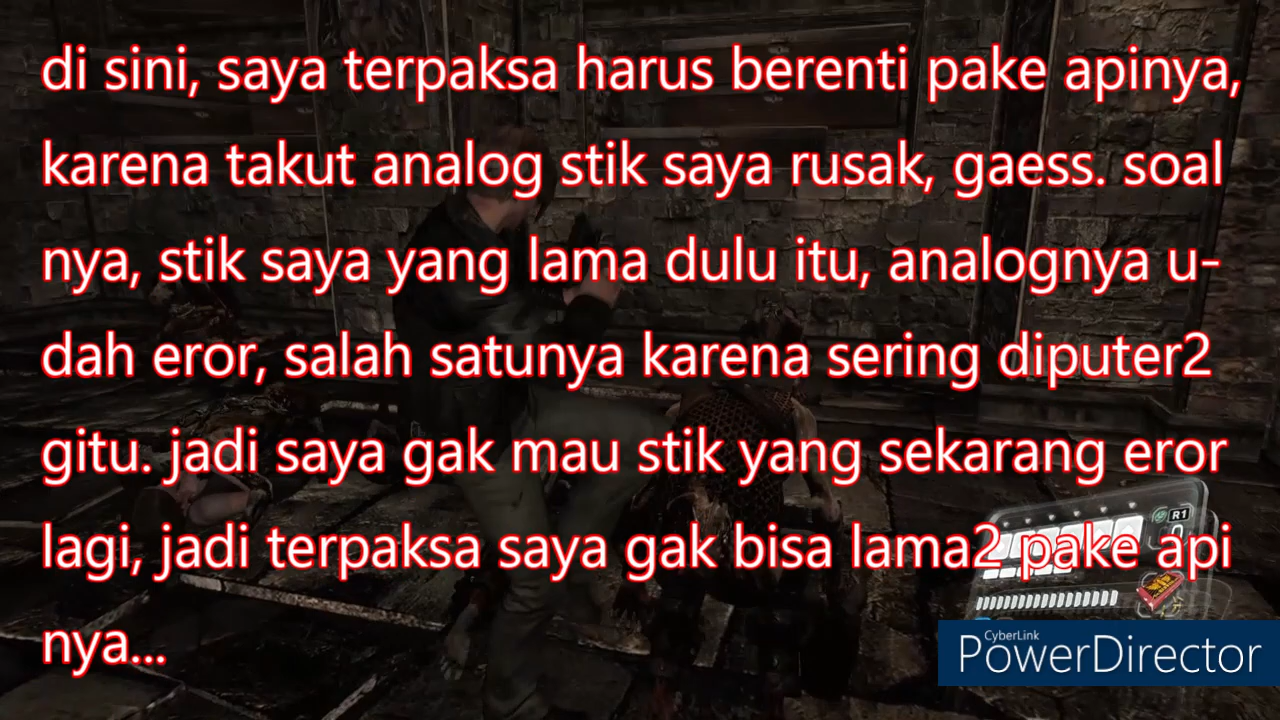 di sini, saya terpaksa harus berenti pake apinya,
karena takut analog stik saya rusak, gaess. soal
nya, stik saya yang lama dulu itu, analognya u-
dah eror, salah satunya karena sering diputer2
gitu. jadi saya gak mau stik yang sekarang eror
lagi, jadi terpaksa saya gak bisa lama2 pake api
nya...
R1
CyberLink
PowerDirector